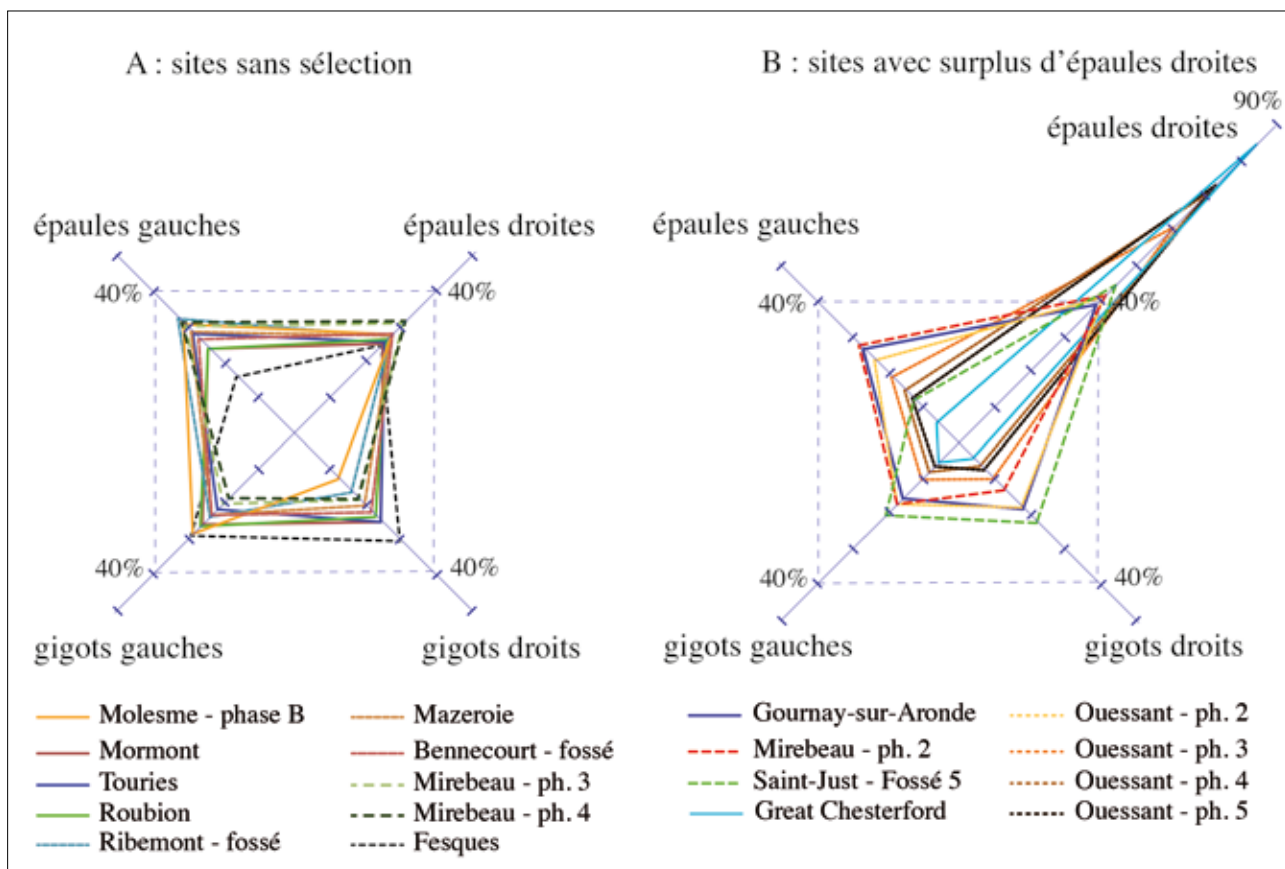 A : sites sans sélection
épaules gauches
épaules droites
40%
40%
40%
40%
gigots gauches
gigots droits
Molesme - phase B
Mormont
Touries
Roubion
Ribemont - fossé
Mazeroie
Bennecourt - fossé
Mirebeau - ph. 3
Mirebeau - ph. 4
Fesques
B : sites avec surplus d'épaules droites
90%
épaules droites
épaules gauches
40%
40%
40%
40%
gigots gauches
gigots droits
Gournay-sur-Aronde
Mirebeau - ph. 2
Saint-Just - Fossé 5
Great Chesterford
Ouessant - ph. 2
Ouessant - ph. 3
Ouessant - ph. 4
Ouessant - ph. 5